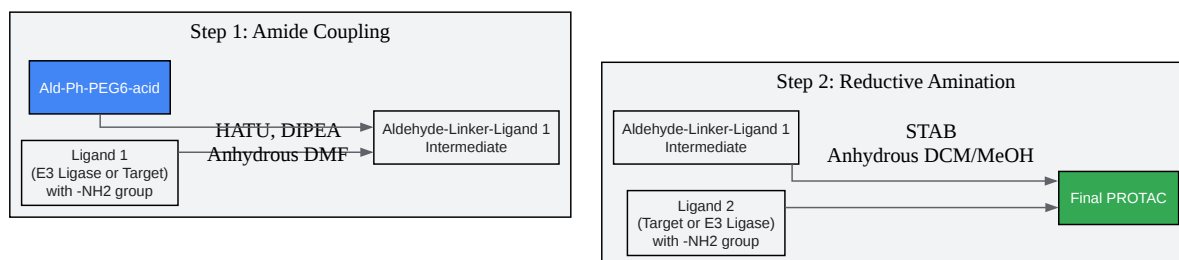 Step 1: Amide Coupling
Ald-Ph-PEG6-acid
HATU, DIPEA
Anhydrous DMF
Ligand 1
(E3 Ligase or Target)
with -NH2 group
Aldehyde-Linker-Ligand 1
Intermediate
Step 2: Reductive Amination
Aldehyde-Linker-Ligand 1
Intermediate
STAB
Anhydrous DCM/MeOH
Ligand 2
(Target or E3 Ligase)
with -NH2 group
Final PROTAC